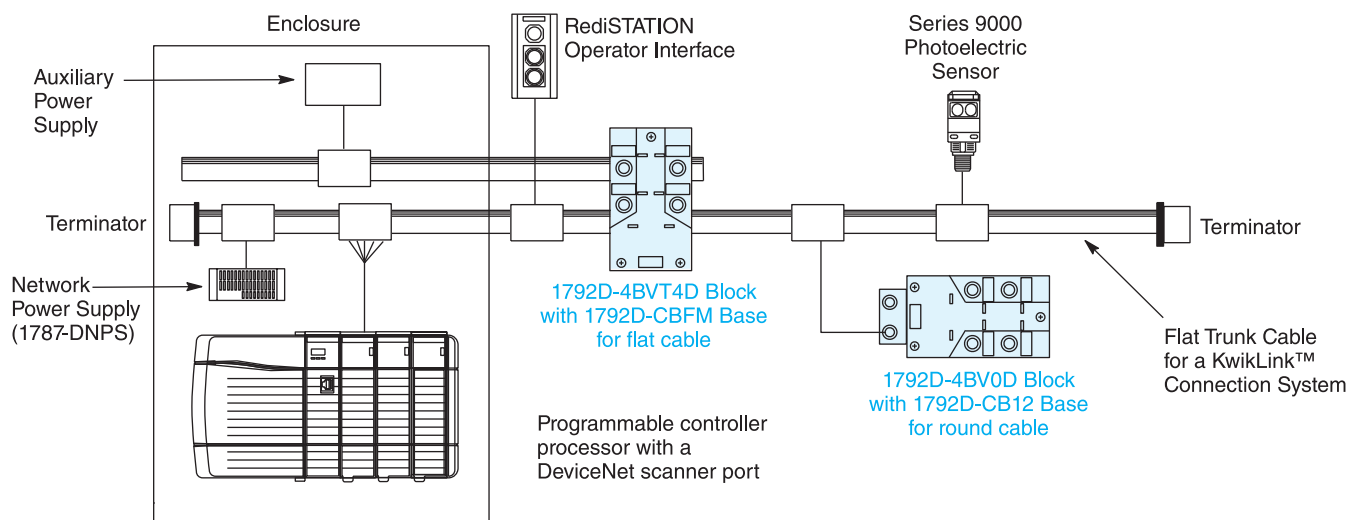 Enclosure
RediSTATION
Operator Interface
Series 9000
Photoelectric
Sensor
Auxiliary
Power
Supply
Terminator
Terminator
Network
Power Supply
(1787-DNPS)
1792D-4BVT4D Block
with 1792D-CBFM Base
for flat cable
Flat Trunk Cable
for a KwikLink™
Connection System
1792D-4BV0D Block
with 1792D-CB12 Base
for round cable
Programmable controller
processor with a
DeviceNet scanner port